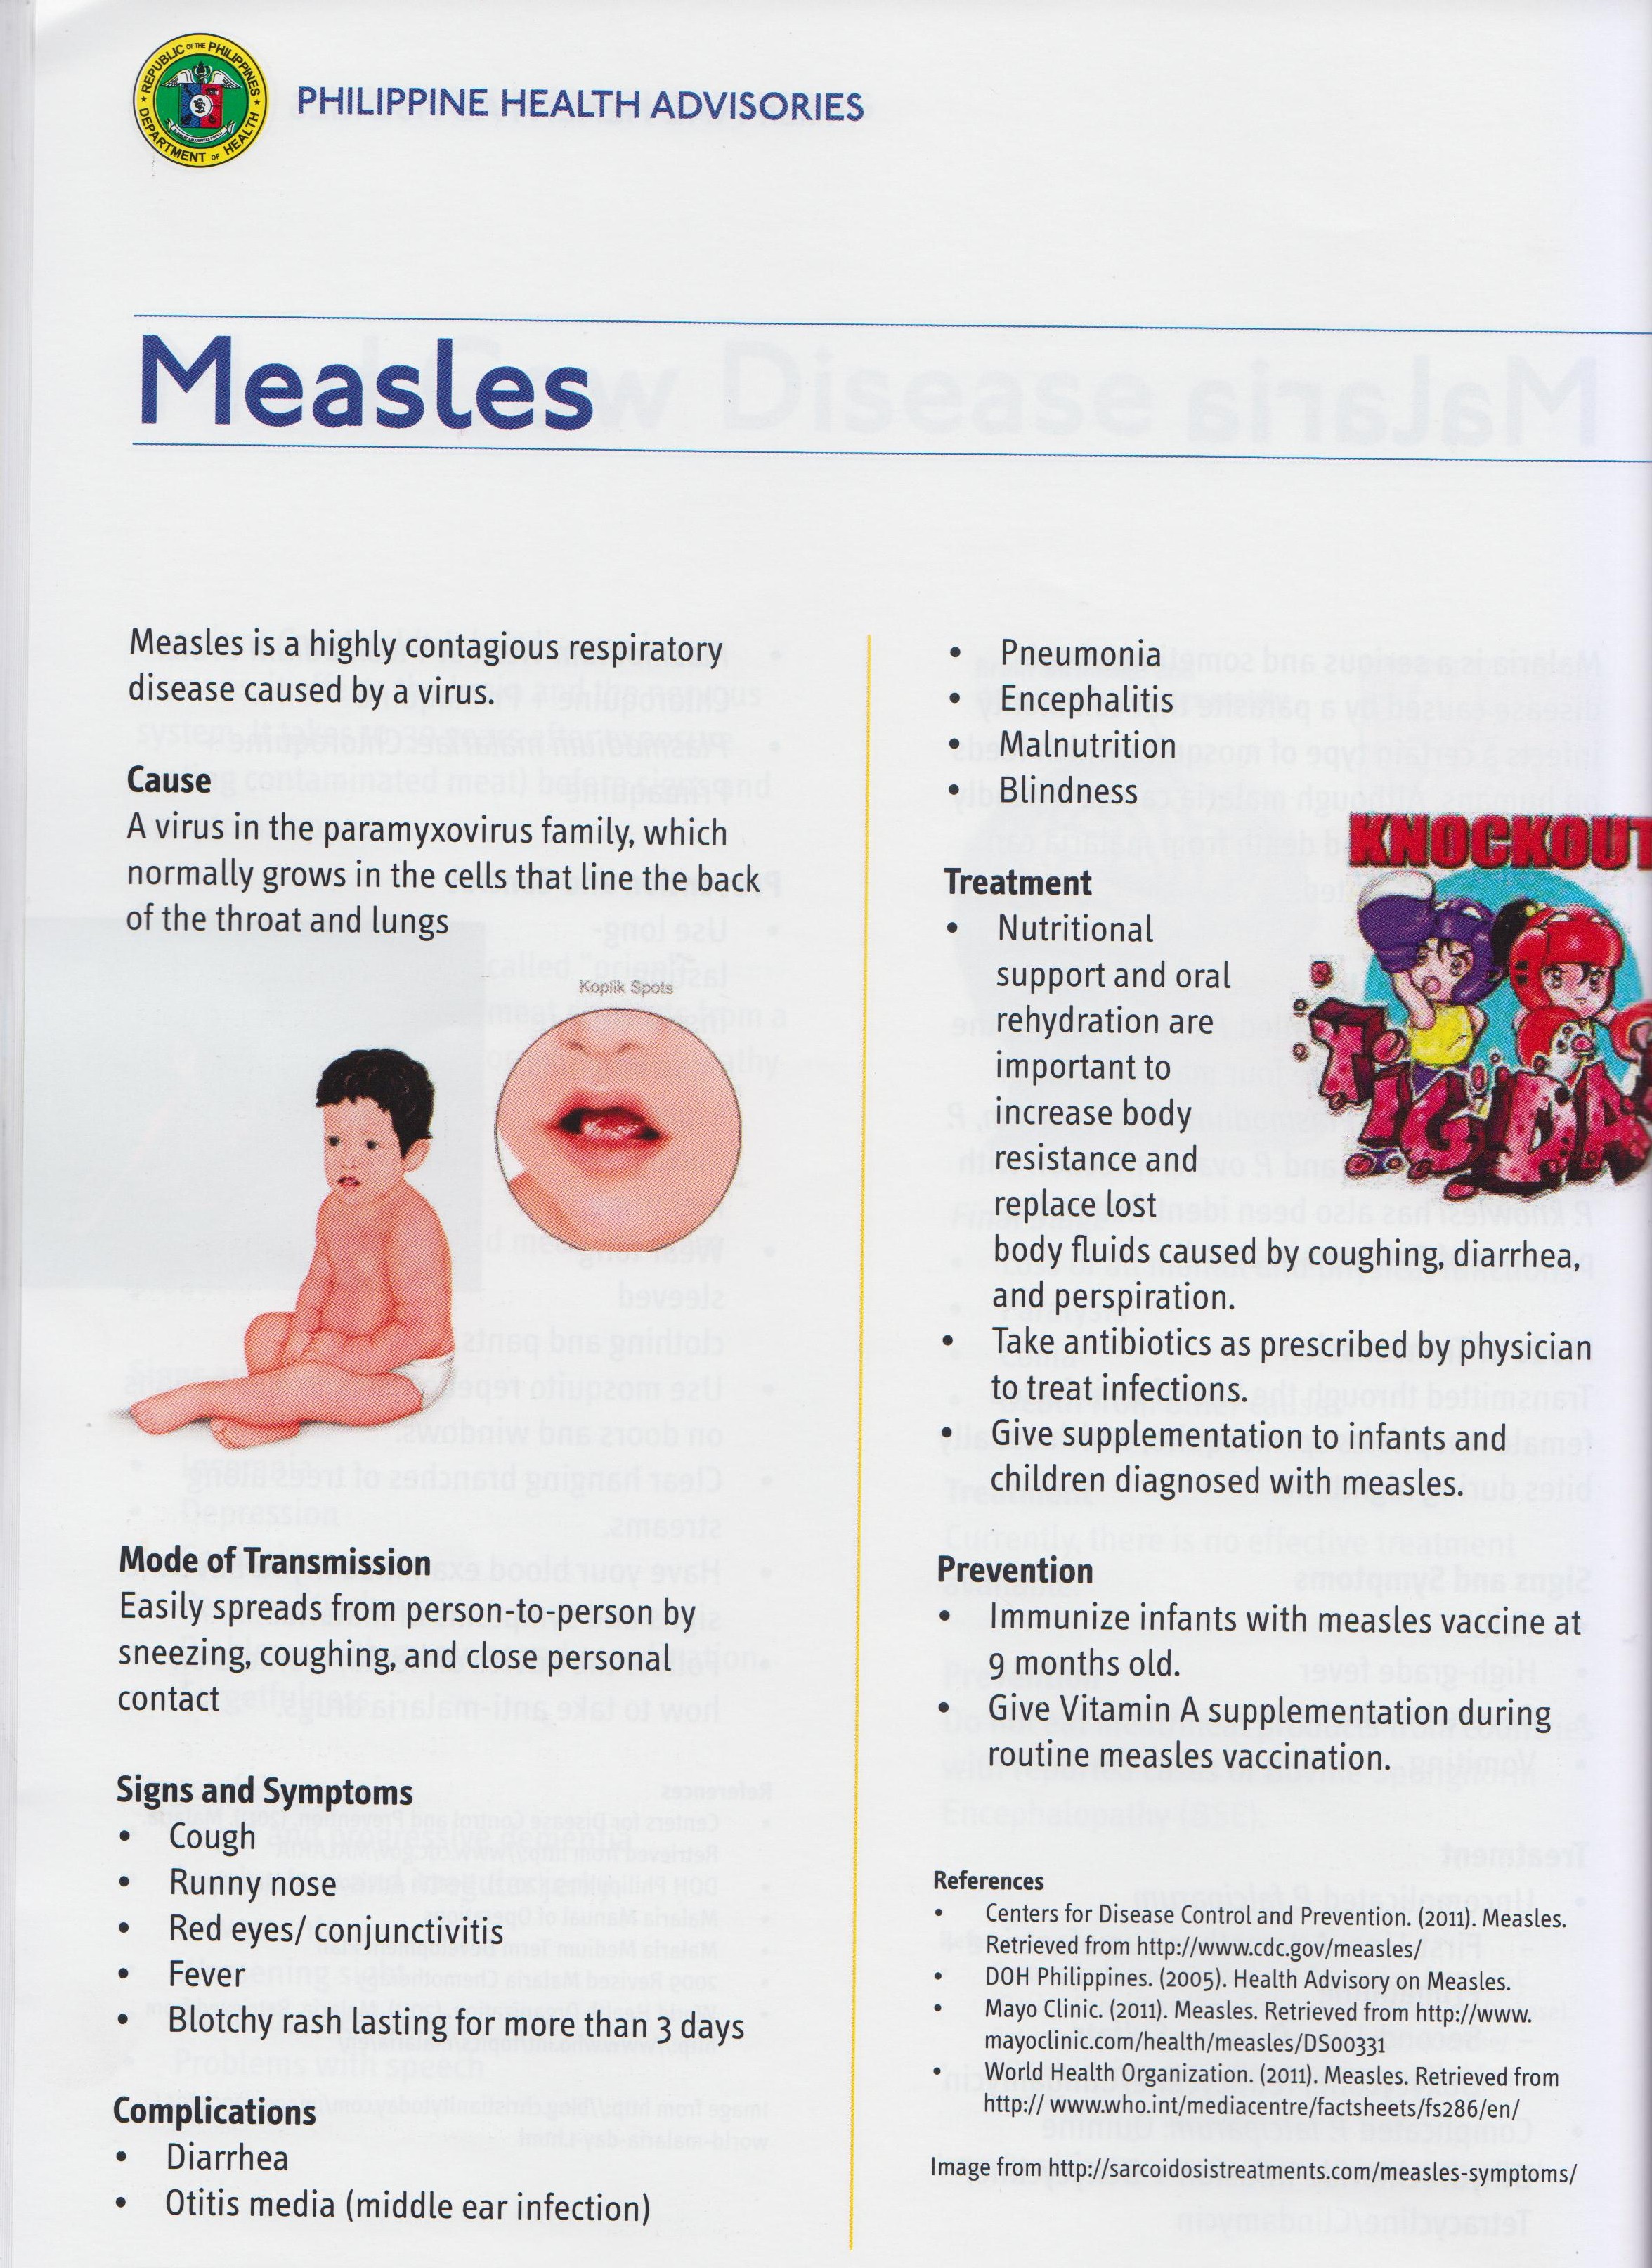 REPUBLIC OF THE PHILIPPINES
DEPARTMENT OF HEALTH
PHILIPPINE HEALTH ADVISORIES
Measles
Measles is a highly contagious respiratory
disease caused by a virus.
Cause
A virus in the paramyxovirus family, which
normally grows in the cells that line the back
of the throat and lungs
Koplik Spots
Mode of Transmission
Easily spreads from person-to-person by
sneezing, coughing, and close personal
contact
Signs and Symptoms
• Cough
• Runny nose
• Red eyes/ conjunctivitis
• Fever
• Blotchy rash lasting for more than 3 days
Complications
• Diarrhea
• Otitis media (middle ear infection)
• Pneumonia
• Encephalitis
• Malnutrition
• Blindness
KNOCKOUT
TIGDA
Treatment
• Nutritional
support and oral
rehydration are
important to
increase body
resistance and
replace lost
body fluids caused by coughing, diarrhea,
and perspiration.
• Take antibiotics as prescribed by physician
to treat infections.
• Give supplementation to infants and
children diagnosed with measles.
Prevention
• Immunize infants with measles vaccine at
9 months old.
• Give Vitamin A supplementation during
routine measles vaccination.
References
• Centers for Disease Control and Prevention. (2011). Measles.
Retrieved from http://www.cdc.gov/measles/
• DOH Philippines. (2005). Health Advisory on Measles.
• Mayo Clinic. (2011). Measles. Retrieved from http://www.
mayoclinic.com/health/measles/DS00331
• World Health Organization. (2011). Measles. Retrieved from
http:// www.who.int/mediacentre/factsheets/fs286/en/
Image from http://sarcoidosistreatments.com/measles-symptoms/